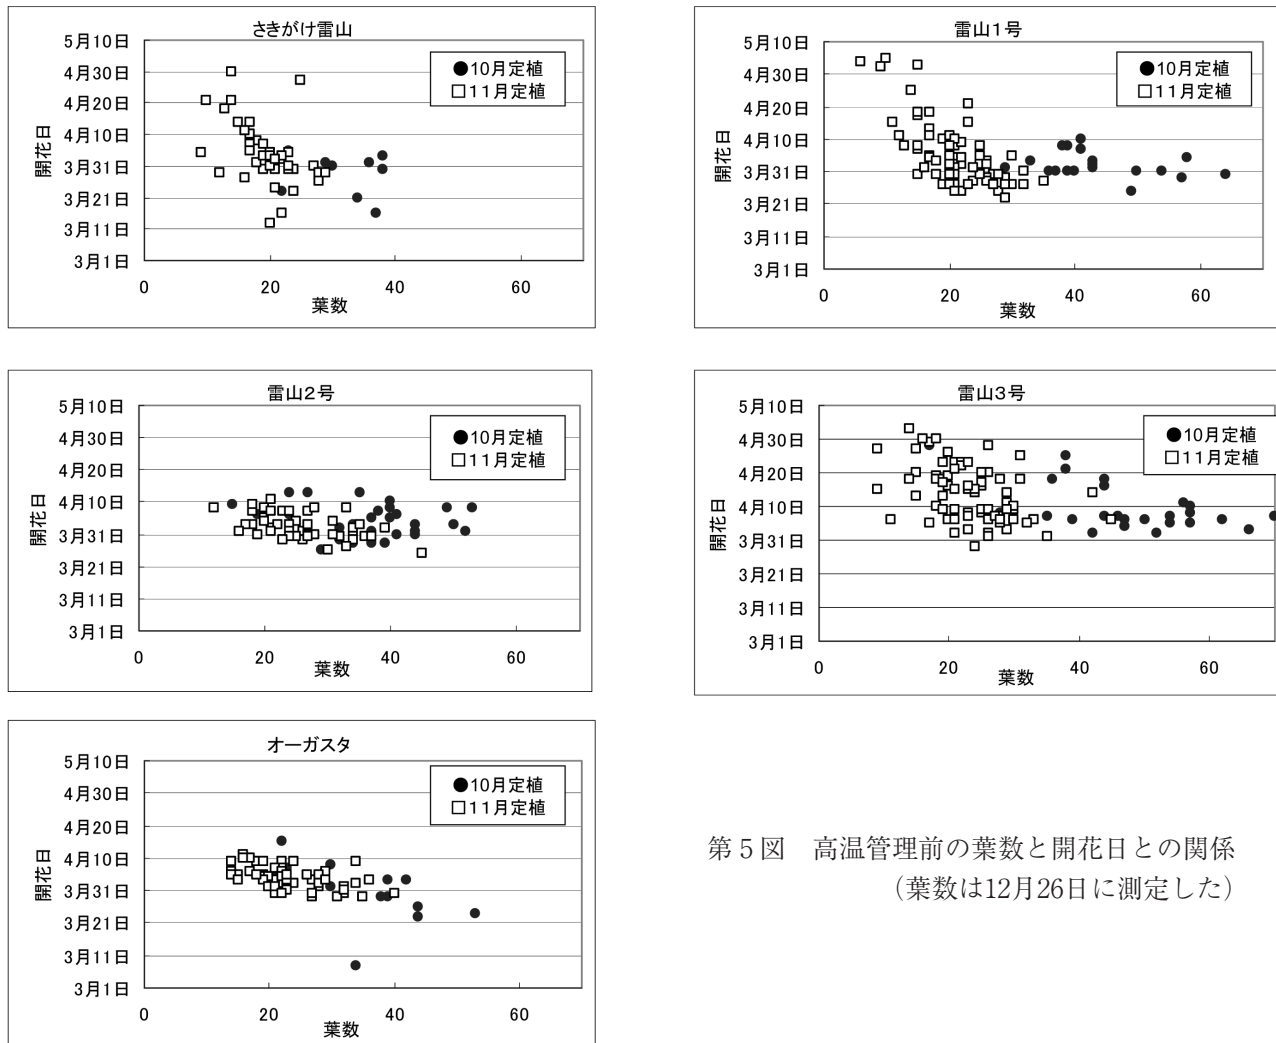 さきがけ雷山
5月10日
4月30日
4月20日
4月10日
3月31日
3月21日
3月11日
3月1日
開花日
●10月定植
□11月定植
0 20 40 60
葉数
雷山1号
5月10日
4月30日
4月20日
4月10日
3月31日
3月21日
3月11日
3月1日
開花日
●10月定植
□11月定植
0 20 40 60
葉数
雷山2号
5月10日
4月30日
4月20日
4月10日
3月31日
3月21日
3月11日
3月1日
開花日
●10月定植
□11月定植
0 20 40 60
葉数
雷山3号
5月10日
4月30日
4月20日
4月10日
3月31日
3月21日
3月11日
3月1日
開花日
●10月定植
□11月定植
0 20 40 60
葉数
オーガスタ
5月10日
4月30日
4月20日
4月10日
3月31日
3月21日
3月11日
3月1日
開花日
●10月定植
□11月定植
0 20 40 60
葉数
第5図 高温管理前の葉数と開花日との関係
(葉数は12月26日に測定した)